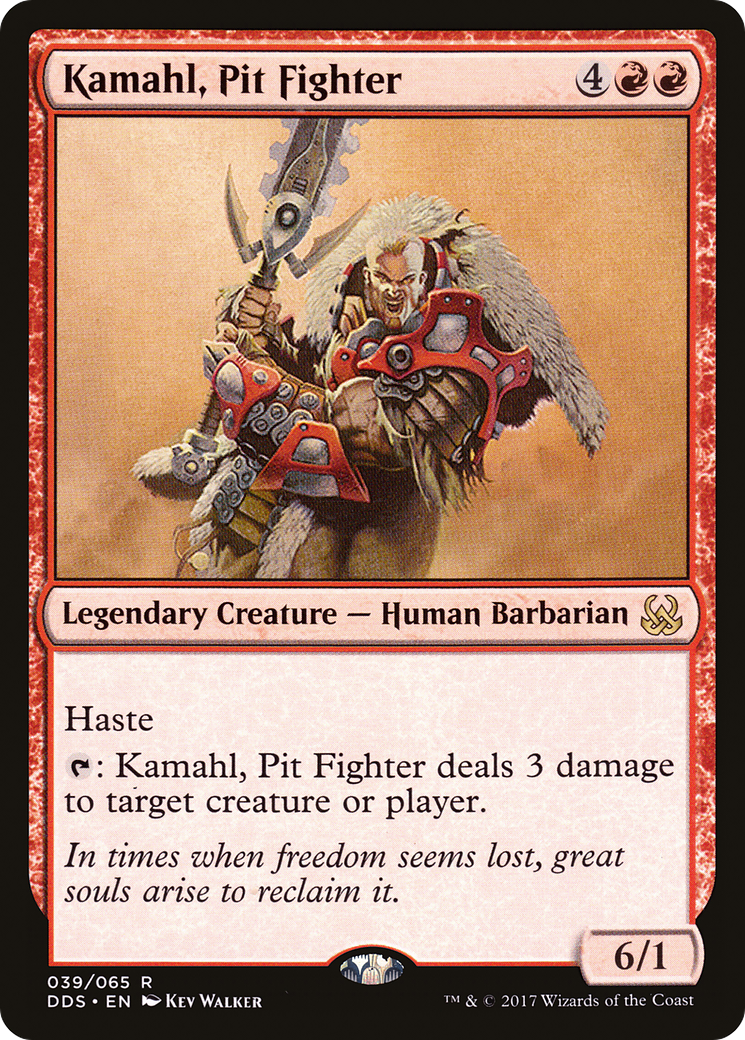 Kamahl, Pit Fighter 4
Legendary Creature — Human Barbarian
Haste
: Kamahl, Pit Fighter deals 3 damage
to target creature or player.
In times when freedom seems lost, great
souls arise to reclaim it.
6/1
039/065 R
DDS • EN Kev Walker
™ & © 2017 Wizards of the Coast